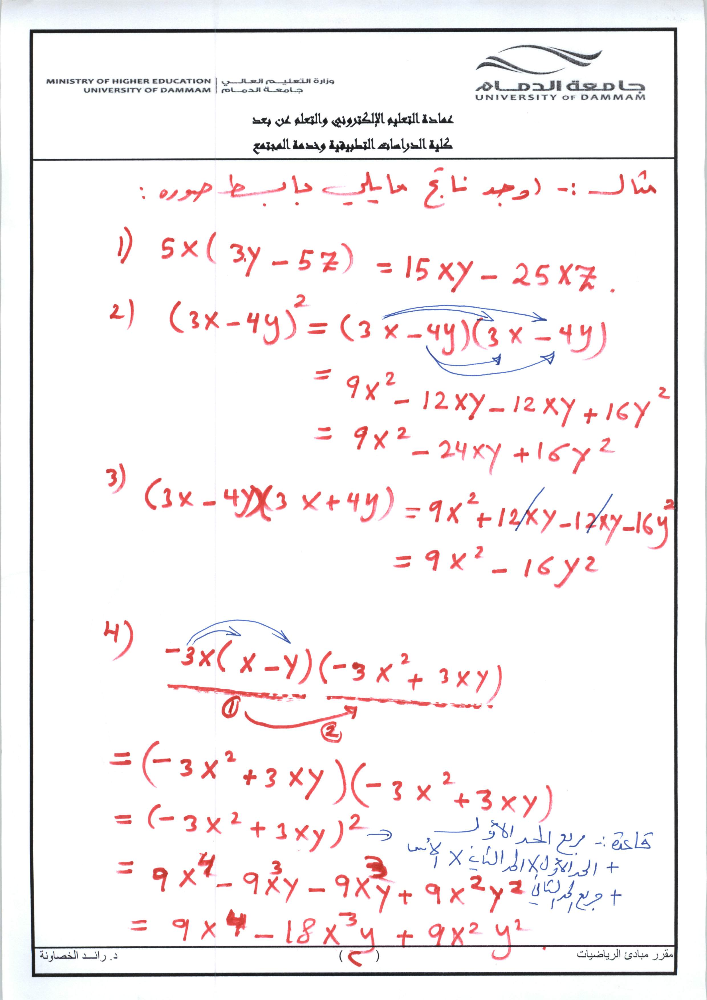 جامعة الدمام
UNIVERSITY OF DAMMAM
MINISTRY OF HIGHER EDUCATION | وزارة التعليم العالي
UNIVERSITY OF DAMMAM | جامعة الدمام
عمادة التعليم الإلكتروني والتعلم عن بعد
كلية الدراسات التطبيقية وخدمة المجتمع
مثال :- اوجد ناتج مايلي بابسط صوره :
1) 5x( 3y - 5z) = 15xy - 25xz .
2) (3x-4y)² = (3x-4y)(3x-4y)
= 9x² - 12xy - 12xy + 16y²
= 9x² - 24xy + 16y²
3) (3x-4y)(3x+4y) = 9x² + 12xy - 12xy - 16y²
= 9x² - 16y²
4) -3x( x-y)(-3x² + 3xy)
① ②
= (-3x² + 3xy)(-3x² + 3xy)
= (-3x² + 3xy)² → قاعدة :- مربع الحد الأول
+ الحد الأول x الحد الثاني x الأس
+ مربع الحد الثاني
= 9x⁴ - 9x³y - 9x³y + 9x²y²
= 9x⁴ - 18x³y + 9x²y² .
مقرر مبادئ الرياضيات (٢) د. رائد الخصاونة